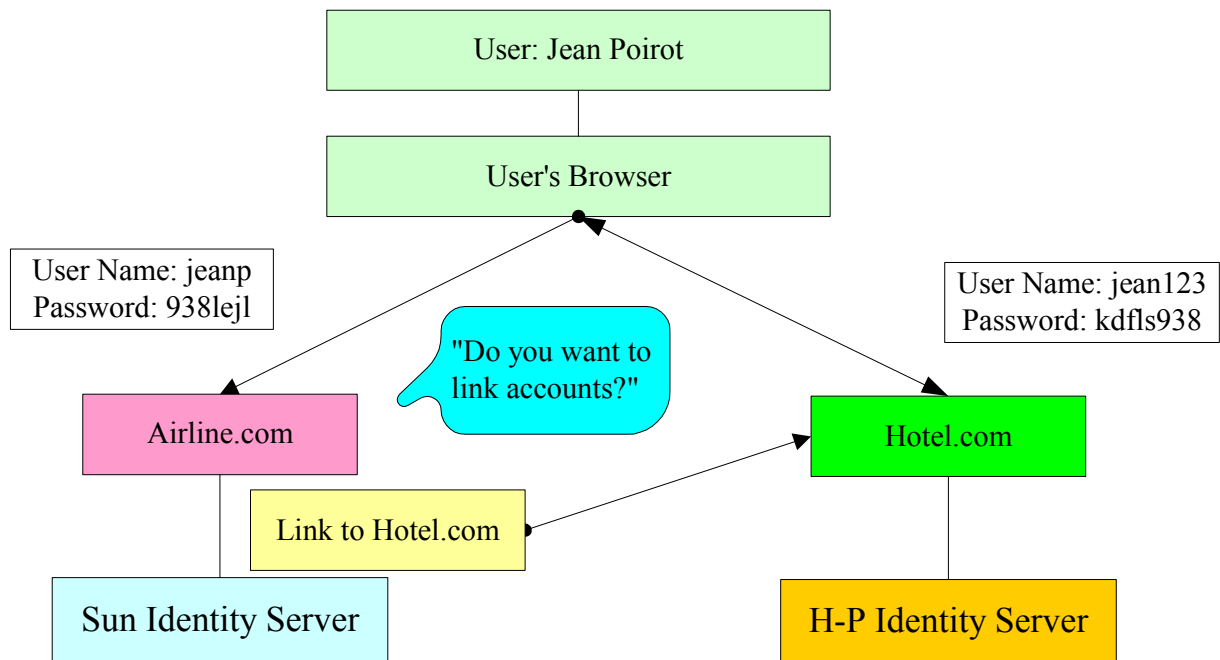 User: Jean Poirot
User's Browser
User Name: jeanp
Password: 938lejl
User Name: jean123
Password: kdfls938
"Do you want to
link accounts?"
Airline.com
Hotel.com
Link to Hotel.com
Sun Identity Server
H-P Identity Server